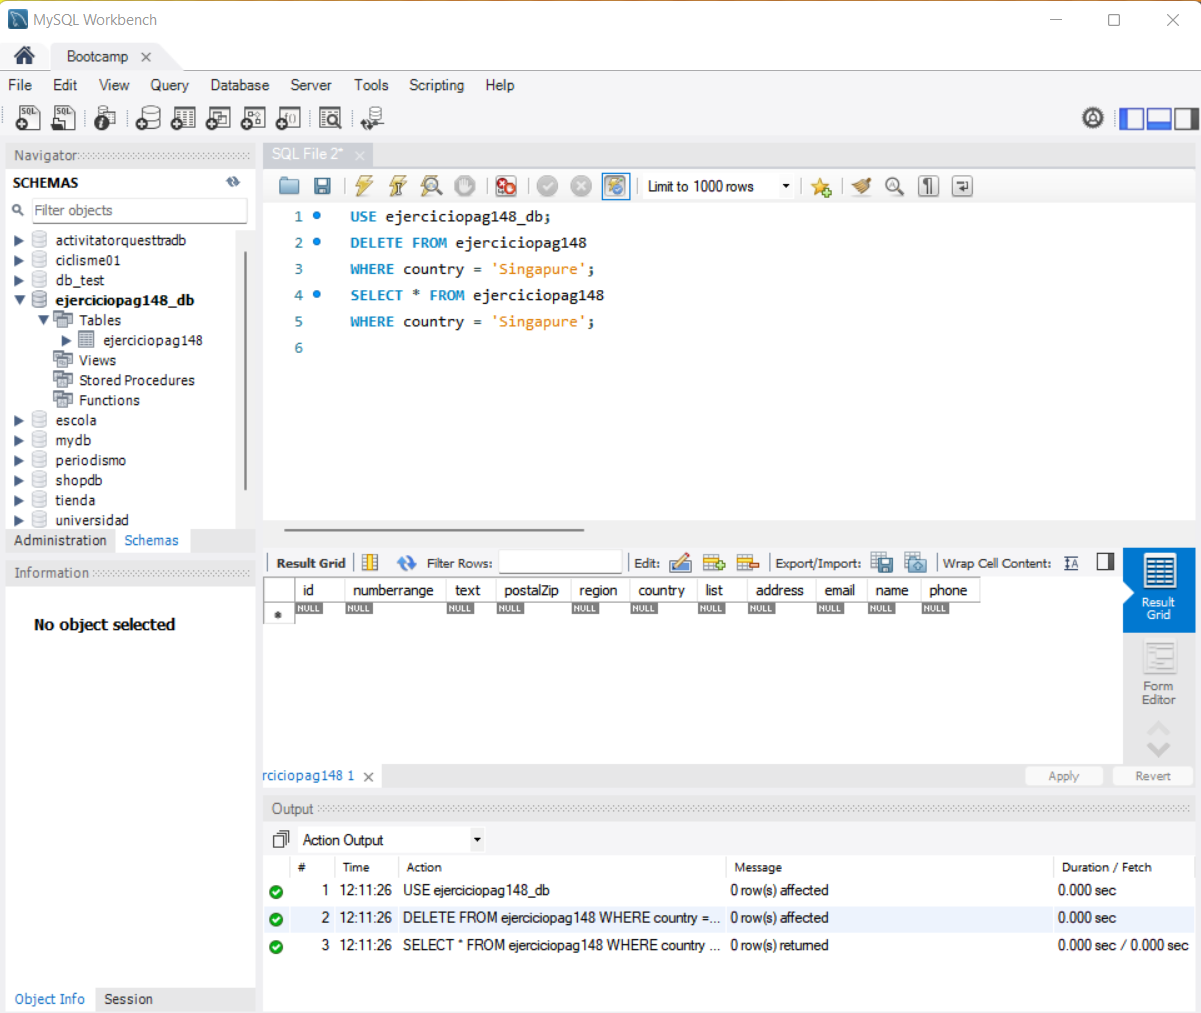 MySQL Workbench
Bootcamp
File Edit View Query Database Server Tools Scripting Help
Navigator
SCHEMAS
Filter objects
activitatorquesttradb
ciclisme01
db_test
ejerciciopag148_db
Tables
ejerciciopag148
Views
Stored Procedures
Functions
escola
mydb
periodismo
shopdb
tienda
universidad
Administration Schemas
Information
No object selected
Object Info Session
SQL File 2*
Limit to 1000 rows
1 USE ejerciciopag148_db;
2 DELETE FROM ejerciciopag148
3 WHERE country = 'Singapure';
4 SELECT * FROM ejerciciopag148
5 WHERE country = 'Singapure';
6
Result Grid Filter Rows: Edit: Export/Import: Wrap Cell Content:
id numberrange text postalZip region country list address email name phone
NULL NULL NULL NULL NULL NULL NULL NULL NULL NULL NULL
Result
Grid
Form
Editor
rciciopag148 1
Apply Revert
Output
Action Output
# Time Action Message Duration / Fetch
1 12:11:26 USE ejerciciopag148_db 0 row(s) affected 0.000 sec
2 12:11:26 DELETE FROM ejerciciopag148 WHERE country =... 0 row(s) affected 0.000 sec
3 12:11:26 SELECT * FROM ejerciciopag148 WHERE country ... 0 row(s) returned 0.000 sec / 0.000 sec